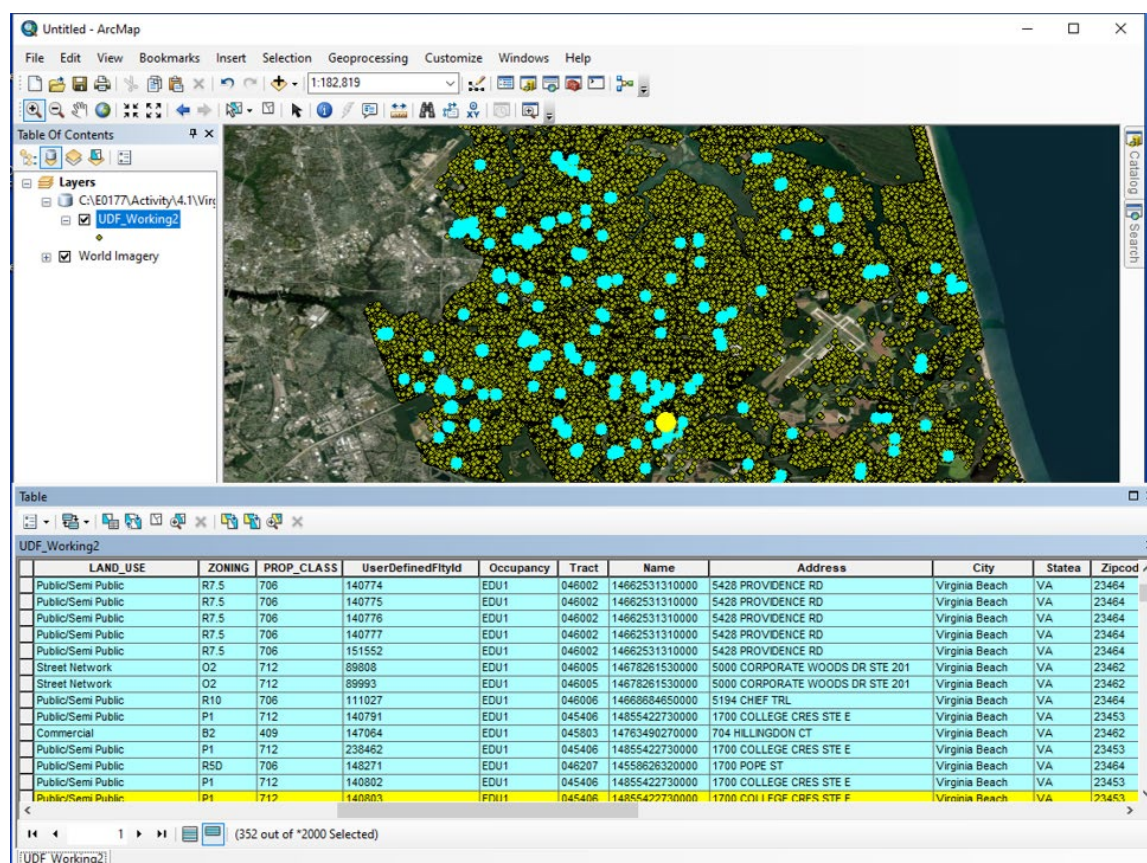 Untitled - ArcMap
File Edit View Bookmarks Insert Selection Geoprocessing Customize Windows Help
1:182,819
Table Of Contents
Layers
C:\E0177\Activity\4.1\Virg
UDF_Working2
World Imagery
Catalog
Search
Table
UDF_Working2
LAND_USE ZONING PROP_CLASS UserDefinedFltyId Occupancy Tract Name Address City Statea Zipcod
Public/Semi Public R7.5 706 140774 EDU1 046002 14662531310000 5428 PROVIDENCE RD Virginia Beach VA 23464
Public/Semi Public R7.5 706 140775 EDU1 046002 14662531310000 5428 PROVIDENCE RD Virginia Beach VA 23464
Public/Semi Public R7.5 706 140776 EDU1 046002 14662531310000 5428 PROVIDENCE RD Virginia Beach VA 23464
Public/Semi Public R7.5 706 140777 EDU1 046002 14662531310000 5428 PROVIDENCE RD Virginia Beach VA 23464
Public/Semi Public R7.5 706 151552 EDU1 046002 14662531310000 5428 PROVIDENCE RD Virginia Beach VA 23464
Street Network O2 712 89808 EDU1 046005 14678261530000 5000 CORPORATE WOODS DR STE 201 Virginia Beach VA 23462
Street Network O2 712 89993 EDU1 046005 14678261530000 5000 CORPORATE WOODS DR STE 201 Virginia Beach VA 23462
Public/Semi Public R10 706 111027 EDU1 046006 14668684650000 5194 CHIEF TRL Virginia Beach VA 23464
Public/Semi Public P1 712 140791 EDU1 045406 14855422730000 1700 COLLEGE CRES STE E Virginia Beach VA 23453
Commercial B2 409 147064 EDU1 045803 14763490270000 704 HILLINGDON CT Virginia Beach VA 23462
Public/Semi Public P1 712 238462 EDU1 045406 14855422730000 1700 COLLEGE CRES STE E Virginia Beach VA 23453
Public/Semi Public R5D 706 148271 EDU1 046207 14558626320000 1700 POPE ST Virginia Beach VA 23464
Public/Semi Public P1 712 140802 EDU1 045406 14855422730000 1700 COLLEGE CRES STE E Virginia Beach VA 23453
Public/Semi Public P1 712 140803 EDU1 045406 14855422730000 1700 COLLEGE CRES STE E Virginia Beach VA 23453
1 (352 out of *2000 Selected)
UDF_Working2